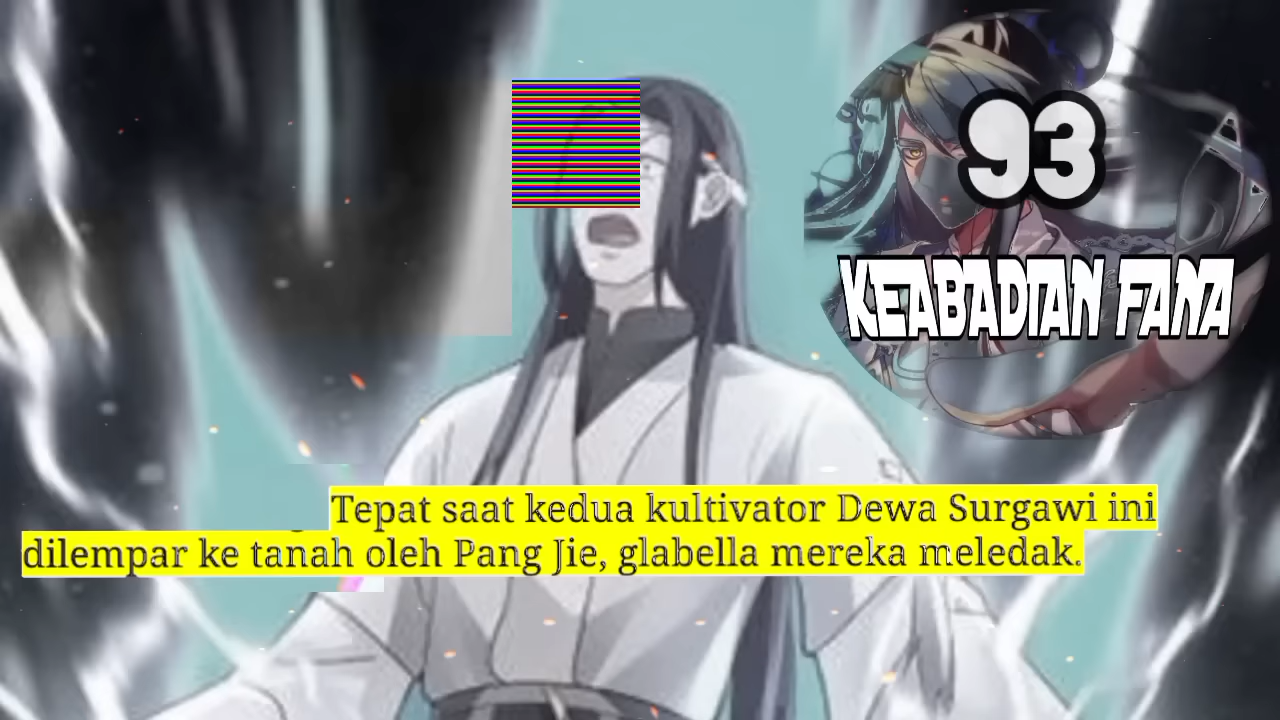 93
KEABADIAN FANA
Tepat saat kedua kultivator Dewa Surgawi ini
dilempar ke tanah oleh Pang Jie, glabella mereka meledak.